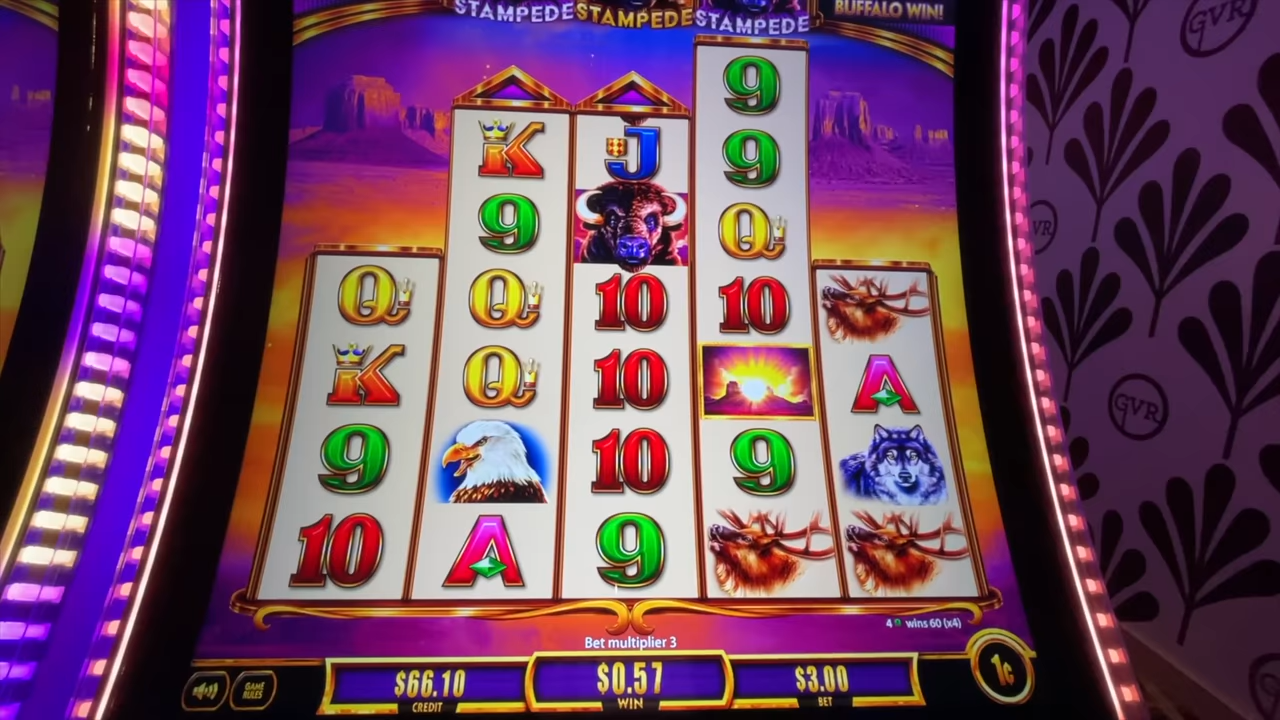 STAMPEDE STAMPEDE STAMPEDE
BUFFALO WIN!
GVR
9
K J 9
9 Q
Q Q 10 10
K Q 10 A
9 10 9
10 A 9
VR
GVR
4 9 wins 60 (x4)
Bet multiplier 3
GAME RULES
$66.10
CREDIT
$0.57
WIN
$3.00
BET
1¢